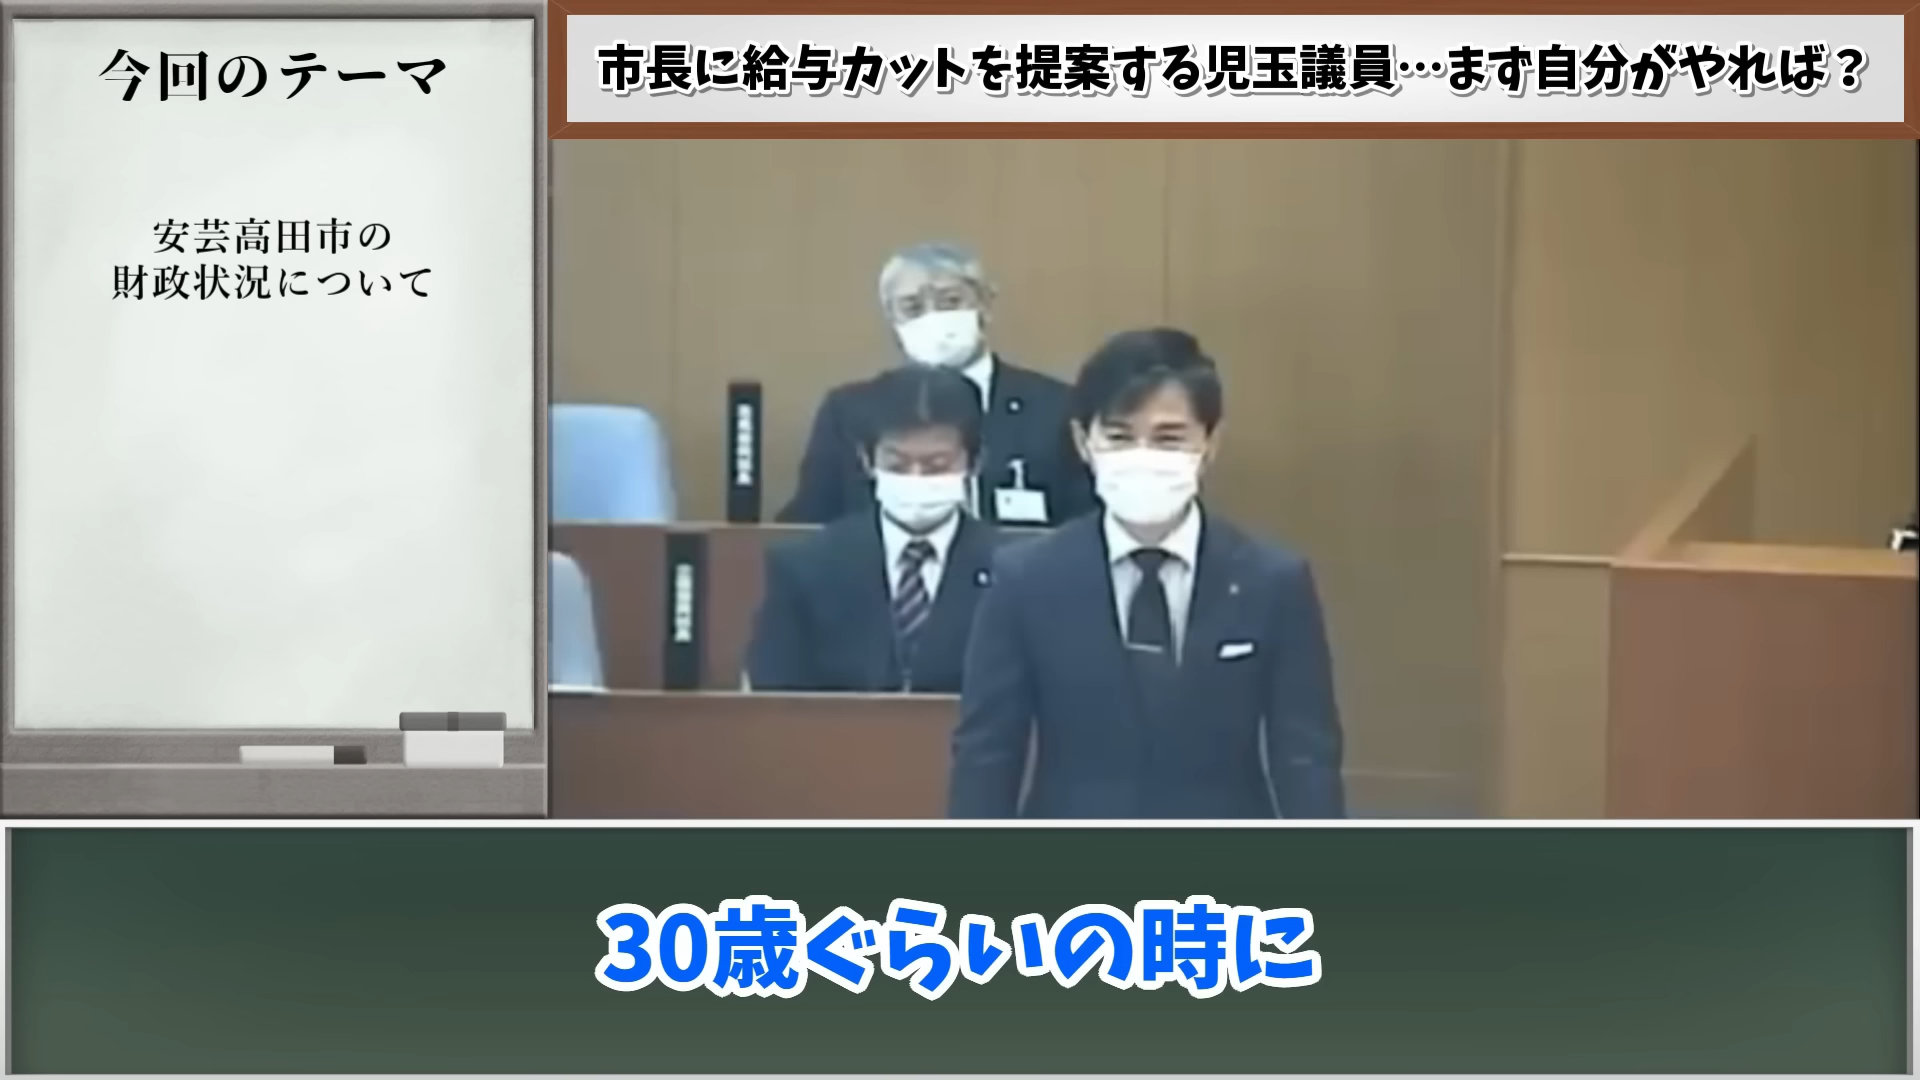 今回のテーマ
安芸高田市の
財政状況について
市長に給与カットを提案する児玉議員…まず自分がやれば？
30歳ぐらいの時に